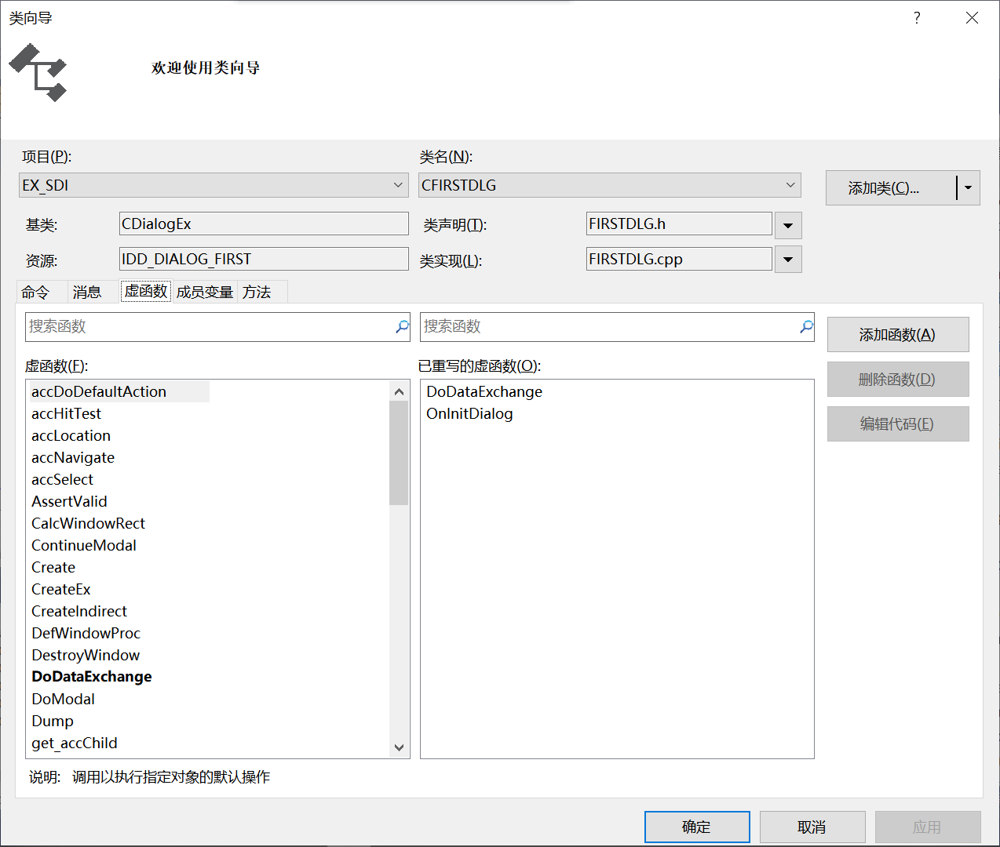 类向导
?
欢迎使用类向导
项目(P):
类名(N):
EX_SDI
CFIRSTDLG
添加类(C)...
基类:
CDialogEx
类声明(T):
FIRSTDLG.h
资源:
IDD_DIALOG_FIRST
类实现(L):
FIRSTDLG.cpp
命令 消息 虚函数 成员变量 方法
搜索函数
搜索函数
添加函数(A)
虚函数(F):
已重写的虚函数(O):
删除函数(D)
编辑代码(E)
accDoDefaultAction
accHitTest
accLocation
accNavigate
accSelect
AssertValid
CalcWindowRect
ContinueModal
Create
CreateEx
CreateIndirect
DefWindowProc
DestroyWindow
DoDataExchange
DoModal
Dump
get_accChild
DoDataExchange
OnInitDialog
说明: 调用以执行指定对象的默认操作
确定
取消
应用